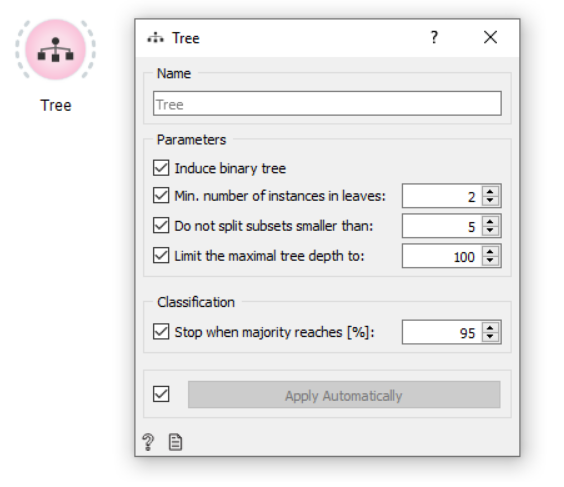 Tree
Tree
?
Name
Tree
Parameters
Induce binary tree
Min. number of instances in leaves: 2
Do not split subsets smaller than: 5
Limit the maximal tree depth to: 100
Classification
Stop when majority reaches [%]: 95
Apply Automatically
?